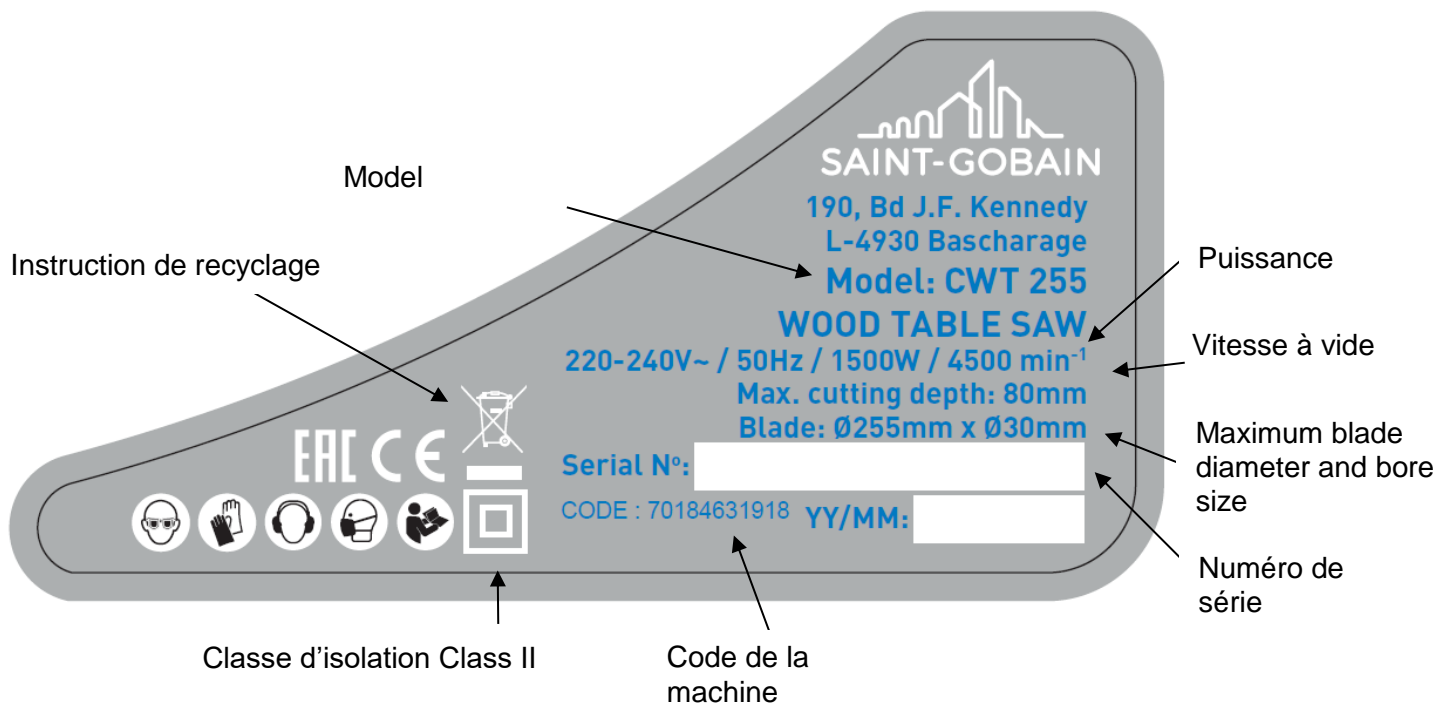 SAINT-GOBAIN
190, Bd J.F. Kennedy
L-4930 Bascharage
Model: CWT 255
WOOD TABLE SAW
220-240V~ / 50Hz / 1500W / 4500 min⁻¹
Max. cutting depth: 80mm
Blade: Ø255mm x Ø30mm
Serial Nº:
CODE : 70184631918 YY/MM:
EAC CE
Model
Instruction de recyclage
Puissance
Vitesse à vide
Maximum blade
diameter and bore
size
Numéro de
série
Classe d’isolation Class II
Code de la
machine